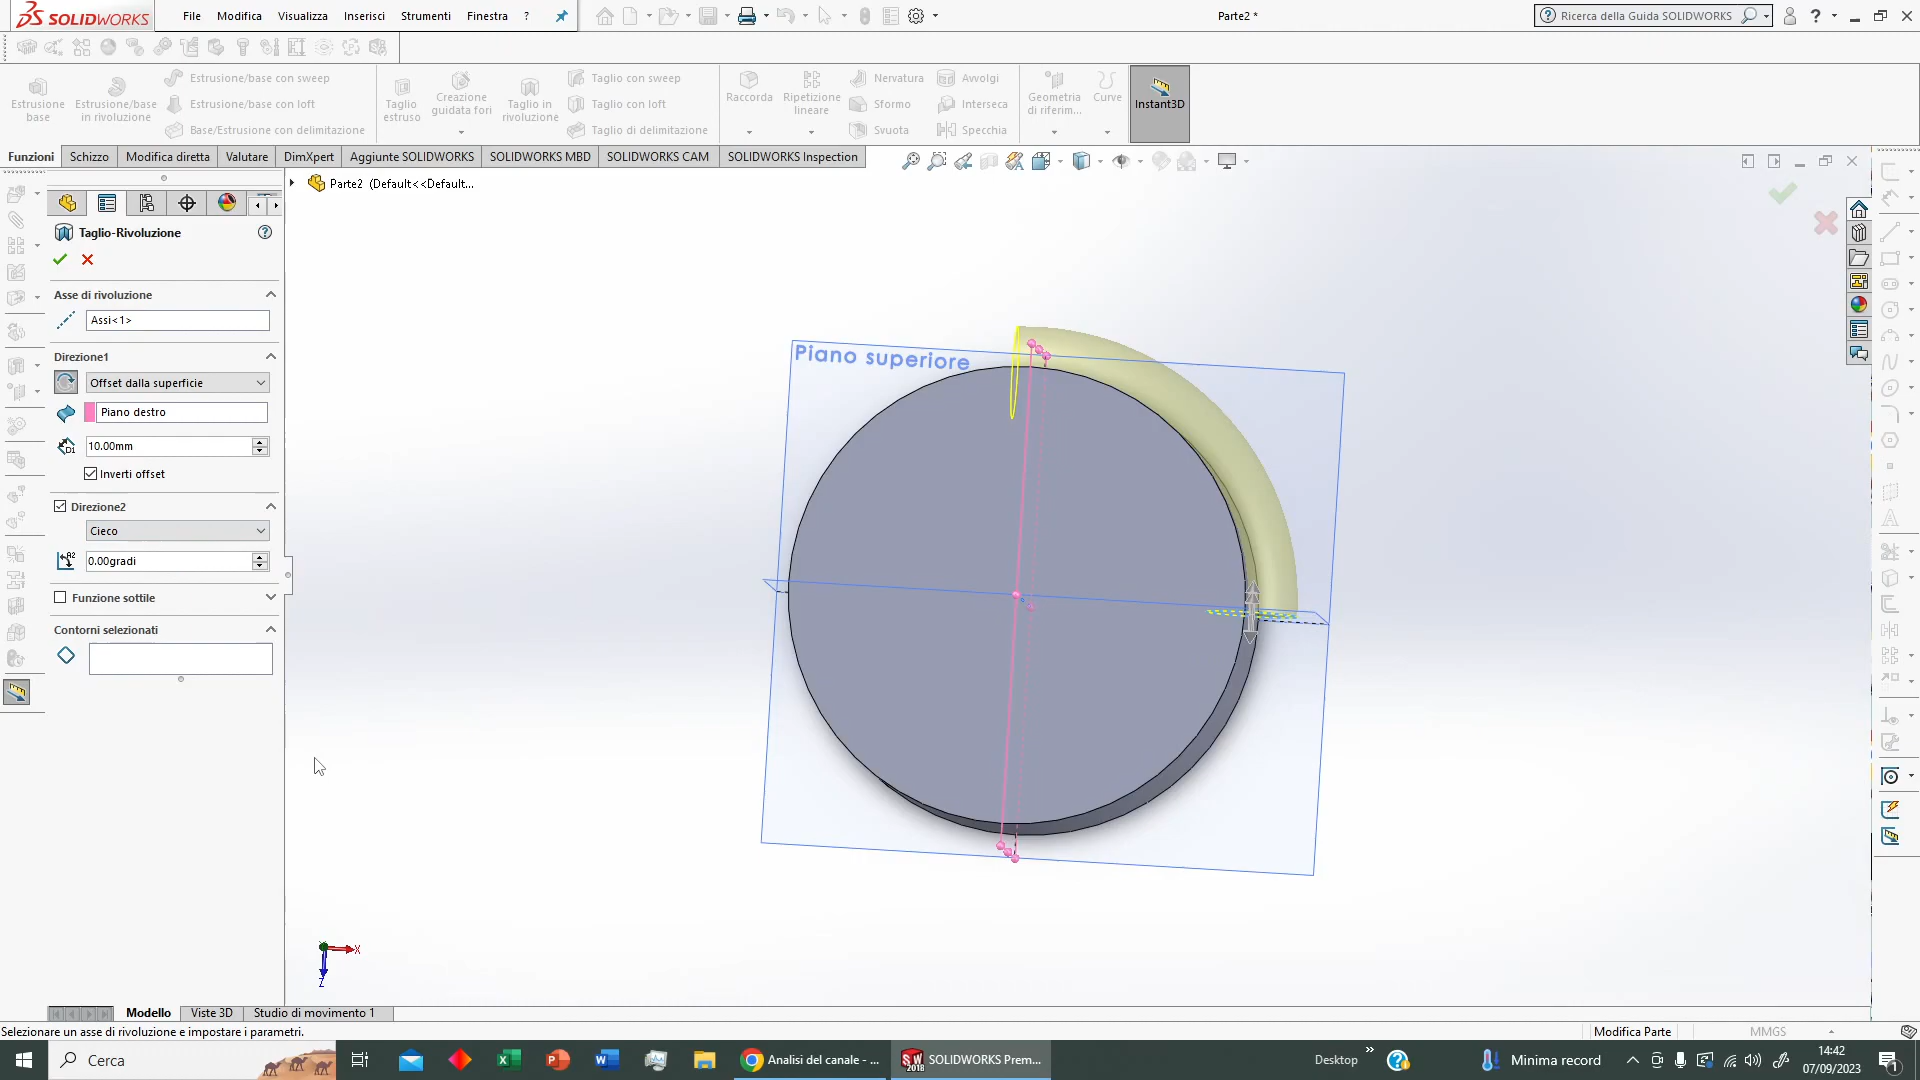 SOLIDWORKS
File Modifica Visualizza Inserisci Strumenti Finestra ?
Parte2 *
Ricerca della Guida SOLIDWORKS
?
Estrusione base
Estrusione/base in rivoluzione
Estrusione/base con sweep
Estrusione/base con loft
Base/Estrusione con delimitazione
Taglio estruso
Creazione guidata fori
Taglio in rivoluzione
Taglio con sweep
Taglio con loft
Taglio di delimitazione
Raccorda
Ripetizione lineare
Nervatura
Sformo
Svuota
Avvolgi
Interseca
Specchia
Geometria di riferim...
Curve
Instant3D
Funzioni Schizzo Modifica diretta Valutare DimXpert Aggiunte SOLIDWORKS SOLIDWORKS MBD SOLIDWORKS CAM SOLIDWORKS Inspection
Parte2 (Default<<Default...
Taglio-Rivoluzione
Asse di rivoluzione
Assi<1>
Direzione1
Offset dalla superficie
Piano destro
D1
10.00mm
Inverti offset
Direzione2
Cieco
A2
0.00gradi
Funzione sottile
Contorni selezionati
Piano superiore
X
Z
Modello Viste 3D Studio di movimento 1
Selezionare un asse di rivoluzione e impostare i parametri.
Modifica Parte
MMGS
Cerca
Analisi del canale - ...
SW 2018
SOLIDWORKS Prem...
Desktop
Minima record
14:42
07/09/2023
1